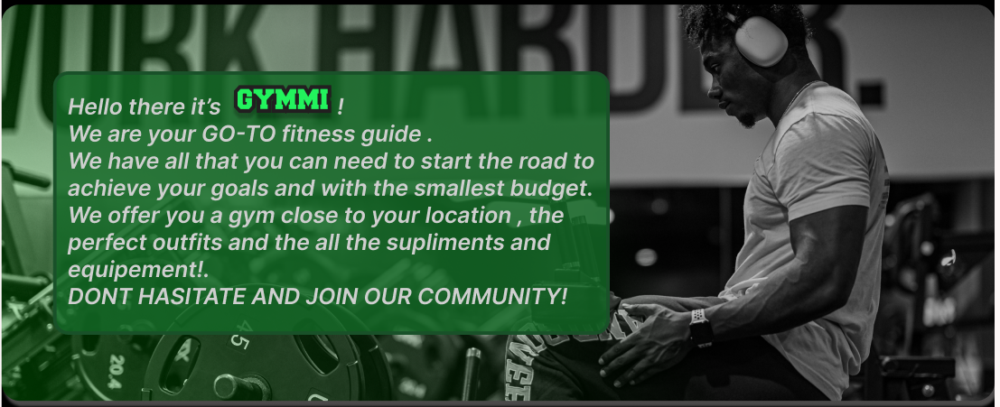 WORK HARDER.
Hello there it's GYMMI !
We are your GO-TO fitness guide .
We have all that you can need to start the road to
achieve your goals and with the smallest budget.
We offer you a gym close to your location , the
perfect outfits and the all the supliments and
equipement!.
DONT HASITATE AND JOIN OUR COMMUNITY!
45
20.4